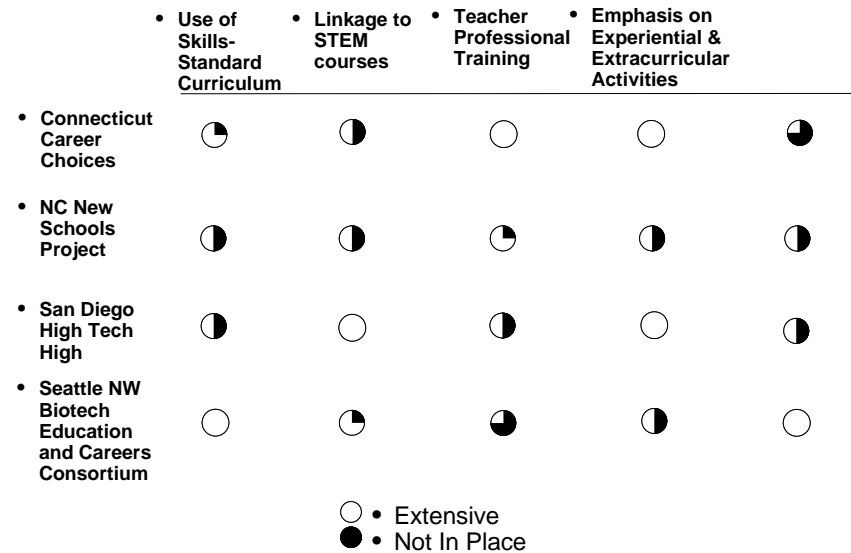 • Use of
Skills-
Standard
Curriculum
• Linkage to
STEM
courses
• Teacher
Professional
Training
• Emphasis on
Experiential &
Extracurricular
Activities
• Connecticut
Career
Choices
• NC New
Schools
Project
• San Diego
High Tech
High
• Seattle NW
Biotech
Education
and Careers
Consortium
• Extensive
• Not In Place